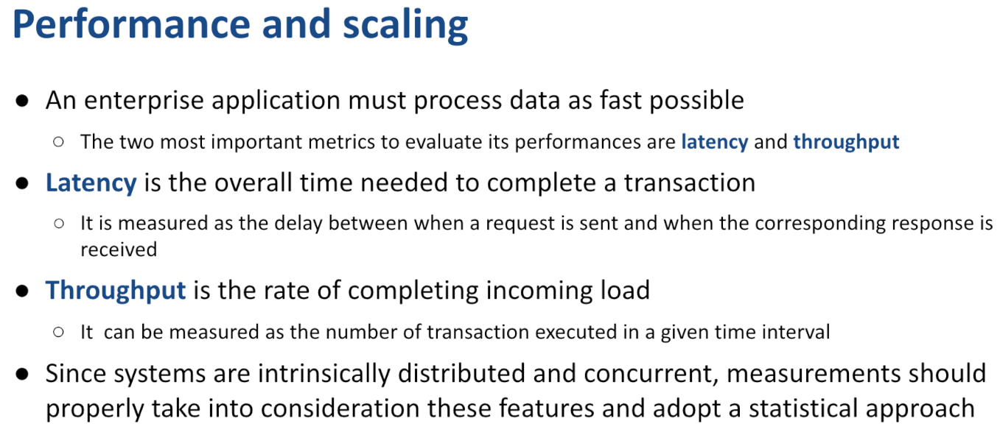 Performance and scaling
● An enterprise application must process data as fast possible
○ The two most important metrics to evaluate its performances are latency and throughput
● Latency is the overall time needed to complete a transaction
○ It is measured as the delay between when a request is sent and when the corresponding response is
received
● Throughput is the rate of completing incoming load
○ It  can be measured as the number of transaction executed in a given time interval
● Since systems are intrinsically distributed and concurrent, measurements should
properly take into consideration these features and adopt a statistical approach